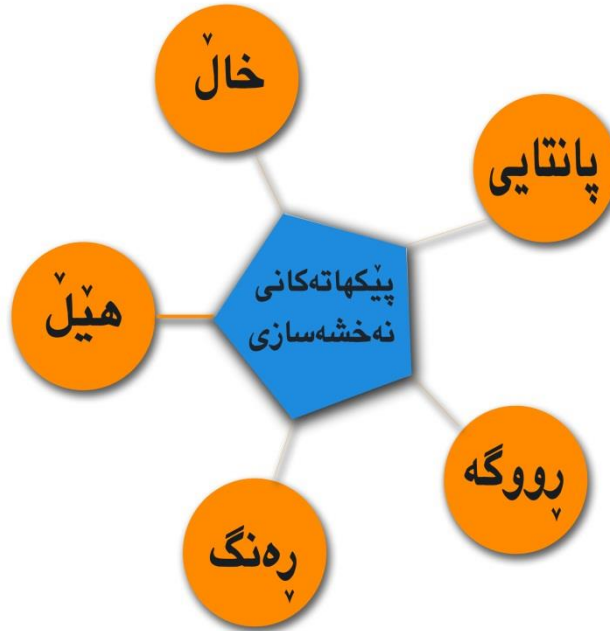 خاڵ
پانتایی
پێکهاتەکانی
نەخشەسازی
هێڵ
ڕووگە
ڕەنگ